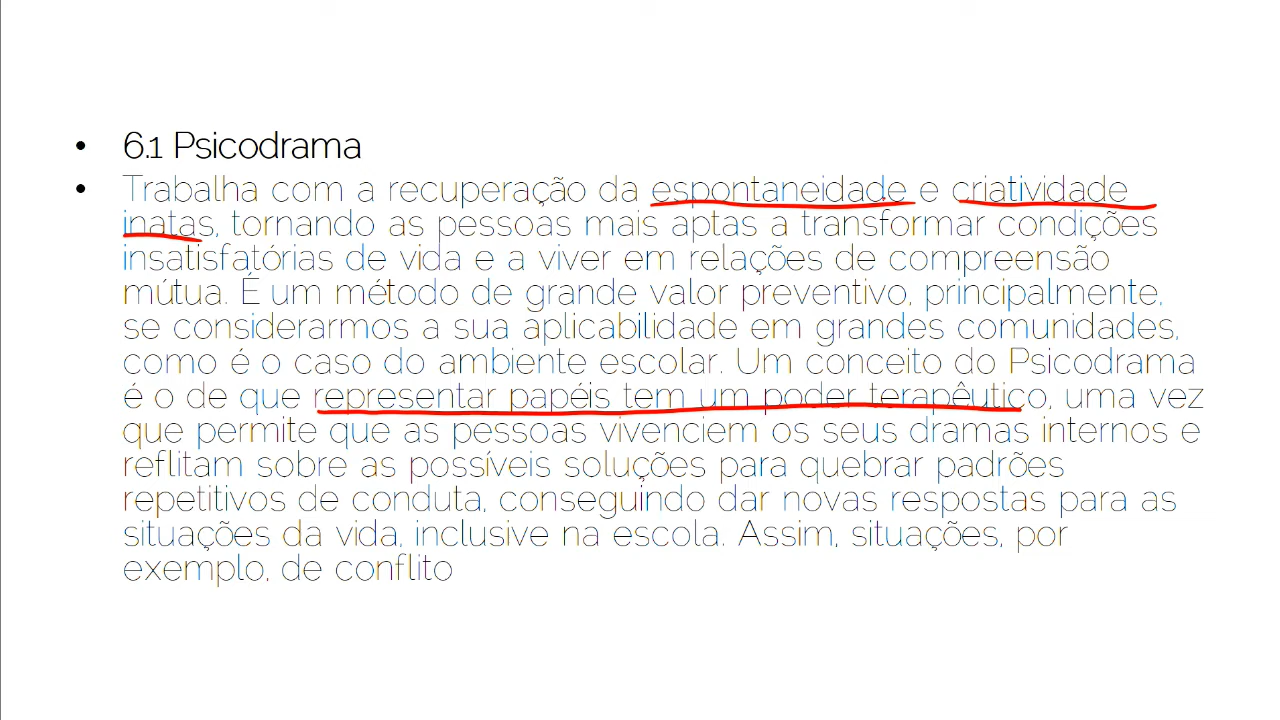 • 6.1 Psicodrama
• Trabalha com a recuperação da espontaneidade e criatividade
inatas, tornando as pessoas mais aptas a transformar condições
insatisfatórias de vida e a viver em relações de compreensão
mútua. É um método de grande valor preventivo, principalmente,
se considerarmos a sua aplicabilidade em grandes comunidades,
como é o caso do ambiente escolar. Um conceito do Psicodrama
é o de que representar papéis tem um poder terapêutico, uma vez
que permite que as pessoas vivenciem os seus dramas internos e
reflitam sobre as possíveis soluções para quebrar padrões
repetitivos de conduta, conseguindo dar novas respostas para as
situações da vida, inclusive na escola. Assim, situações, por
exemplo, de conflito